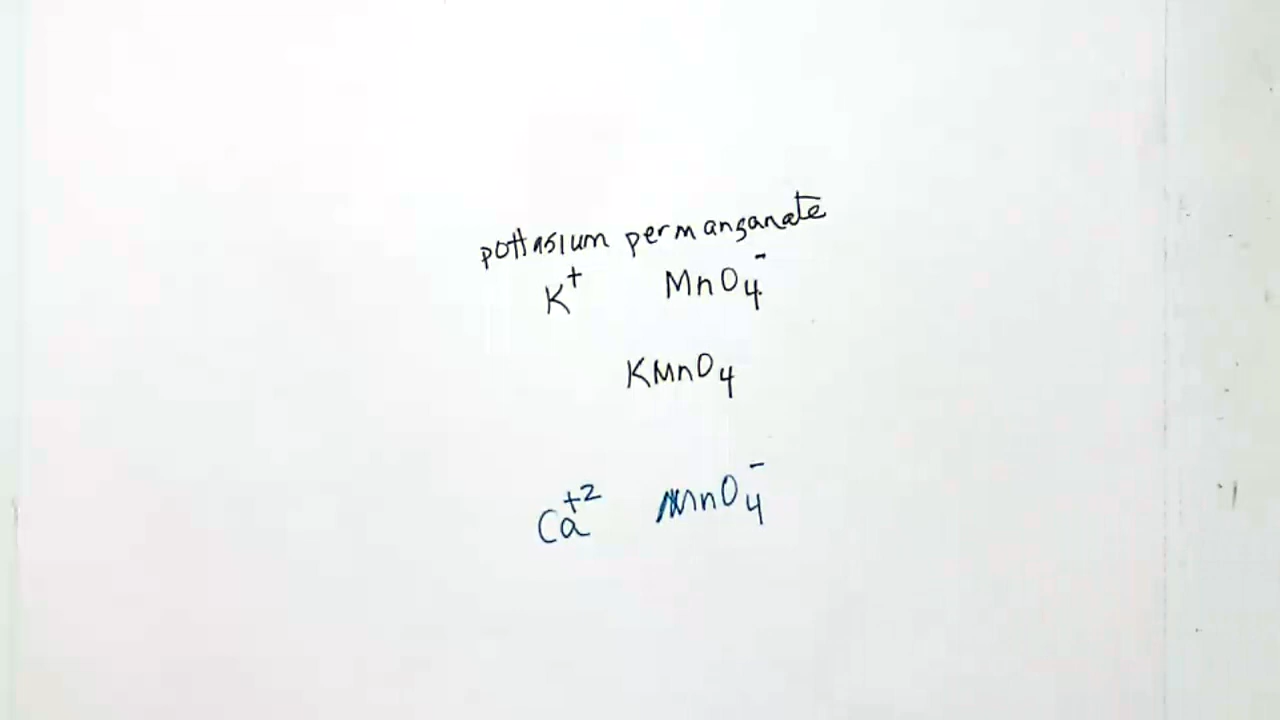 pottasium permanganate
K⁺ MnO₄⁻
KMnO₄
Ca⁺² MnO₄⁻